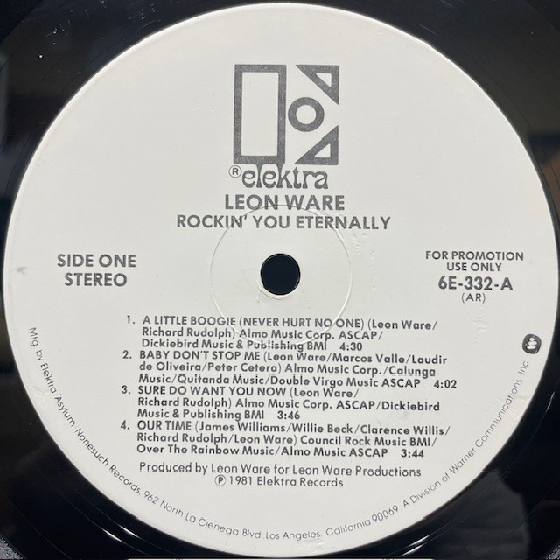 ® elektra
LEON WARE
ROCKIN' YOU ETERNALLY
SIDE ONE
STEREO
FOR PROMOTION
USE ONLY
6E-332-A
(AR)
1. A LITTLE BOOGIE (NEVER HURT NO ONE) (Leon Ware/
Richard Rudolph) Almo Music Corp. ASCAP/
Dickiebird Music & Publishing BMI 4:30
2. BABY DON'T STOP ME (Leon Ware/Marcos Valle/Laudir
de Oliveira/Peter Cetera) Almo Music Corp./Calunga
Music/Quitanda Music/Double Virgo Music ASCAP 4:02
3. SURE DO WANT YOU NOW (Leon Ware/
Richard Rudolph) Almo Music Corp. ASCAP/Dickiebird
Music & Publishing BMI 3:46
4. OUR TIME (James Williams/Willie Beck/Clarence Willis/
Richard Rudolph/Leon Ware) Council Rock Music BMI/
Over The Rainbow Music/Almo Music ASCAP 3:44
Produced by Leon Ware for Leon Ware Productions
℗ 1981 Elektra Records
Mfg. by Elektra/Asylum/Nonesuch Records, 962 North La Cienega Blvd. Los Angeles, California 90069. A Division of Warner Communications Inc.